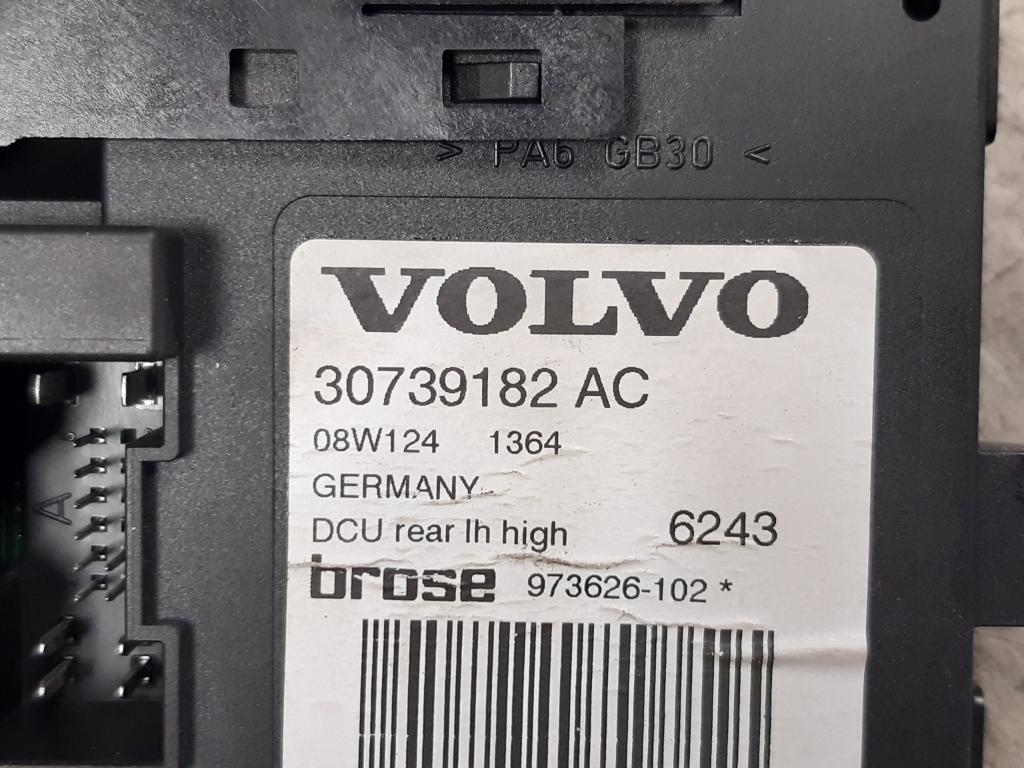 > PA6 GB30 <
VOLVO
30739182 AC
08W124 1364
GERMANY
DCU rear lh high 6243
brose 973626-102 *
A